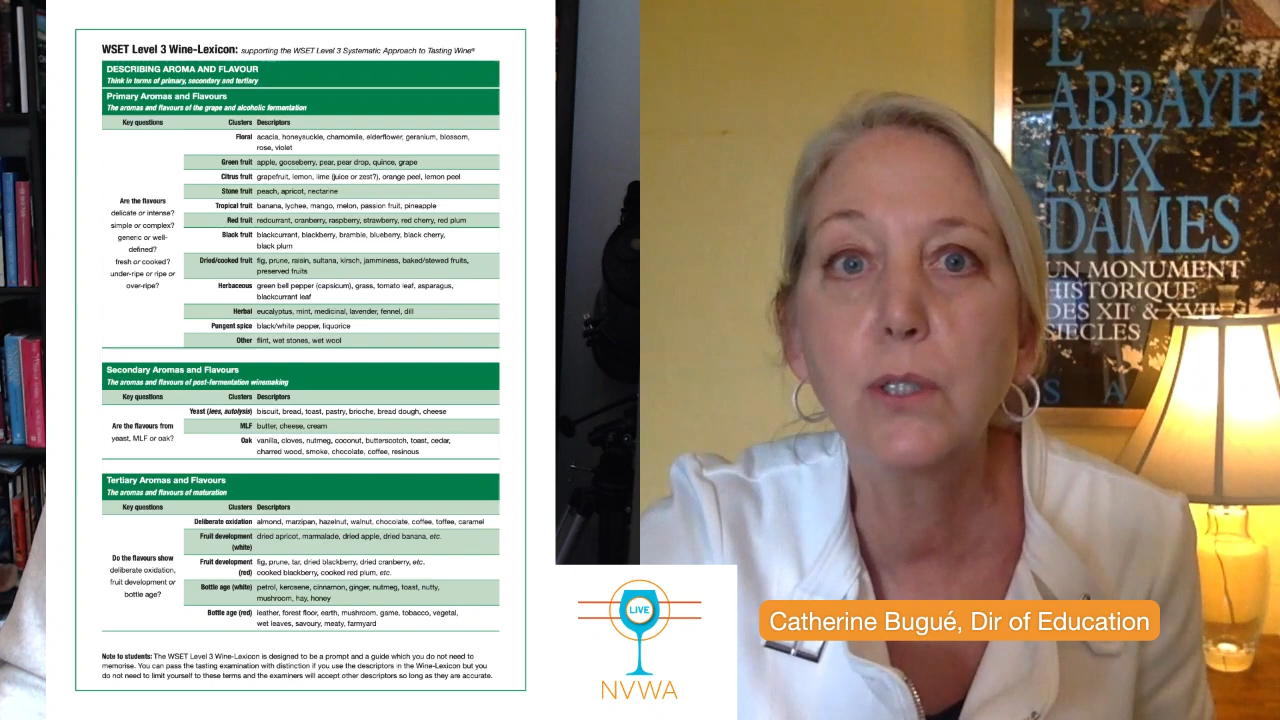 WSET Level 3 Wine-Lexicon: supporting the WSET Level 3 Systematic Approach to Tasting Wine®
DESCRIBING AROMA AND FLAVOUR
Think in terms of primary, secondary and tertiary
Primary Aromas and Flavours
The aromas and flavours of the grape and alcoholic fermentation
Key questions Clusters Descriptors
Are the flavours
delicate or intense?
simple or complex?
generic or well-
defined?
fresh or cooked?
under-ripe or ripe or
over-ripe?
Floral acacia, honeysuckle, chamomile, elderflower, geranium, blossom,
rose, violet
Green fruit apple, gooseberry, pear, pear drop, quince, grape
Citrus fruit grapefruit, lemon, lime (juice or zest?), orange peel, lemon peel
Stone fruit peach, apricot, nectarine
Tropical fruit banana, lychee, mango, melon, passion fruit, pineapple
Red fruit redcurrant, cranberry, raspberry, strawberry, red cherry, red plum
Black fruit blackcurrant, blackberry, bramble, blueberry, black cherry,
black plum
Dried/cooked fruit fig, prune, raisin, sultana, kirsch, jamminess, baked/stewed fruits,
preserved fruits
Herbaceous green bell pepper (capsicum), grass, tomato leaf, asparagus,
blackcurrant leaf
Herbal eucalyptus, mint, medicinal, lavender, fennel, dill
Pungent spice black/white pepper, liquorice
Other flint, wet stones, wet wool
Secondary Aromas and Flavours
The aromas and flavours of post-fermentation winemaking
Key questions Clusters Descriptors
Are the flavours from
yeast, MLF or oak?
Yeast (lees, autolysis) biscuit, bread, toast, pastry, brioche, bread dough, cheese
MLF butter, cheese, cream
Oak vanilla, cloves, nutmeg, coconut, butterscotch, toast, cedar,
charred wood, smoke, chocolate, coffee, resinous
Tertiary Aromas and Flavours
The aromas and flavours of maturation
Key questions Clusters Descriptors
Do the flavours show
deliberate oxidation,
fruit development or
bottle age?
Deliberate oxidation almond, marzipan, hazelnut, walnut, chocolate, coffee, toffee, caramel
Fruit development dried apricot, marmalade, dried apple, dried banana, etc.
(white)
Fruit development fig, prune, tar, dried blackberry, dried cranberry, etc.
(red) cooked blackberry, cooked red plum, etc.
Bottle age (white) petrol, kerosene, cinnamon, ginger, nutmeg, toast, nutty,
mushroom, hay, honey
Bottle age (red) leather, forest floor, earth, mushroom, game, tobacco, vegetal,
wet leaves, savoury, meaty, farmyard
Note to students: The WSET Level 3 Wine-Lexicon is designed to be a prompt and a guide which you do not need to
memorise. You can pass the tasting examination with distinction if you use the descriptors in the Wine-Lexicon but you
do not need to limit yourself to these terms and the examiners will accept other descriptors so long as they are accurate.
LIVE
NVWA
L'
ABBAYE
AUX
DAMES
UN MONUMENT
HISTORIQUE
DES XIIe & XVIIe
SIECLES
S A
Catherine Bugué, Dir of Education